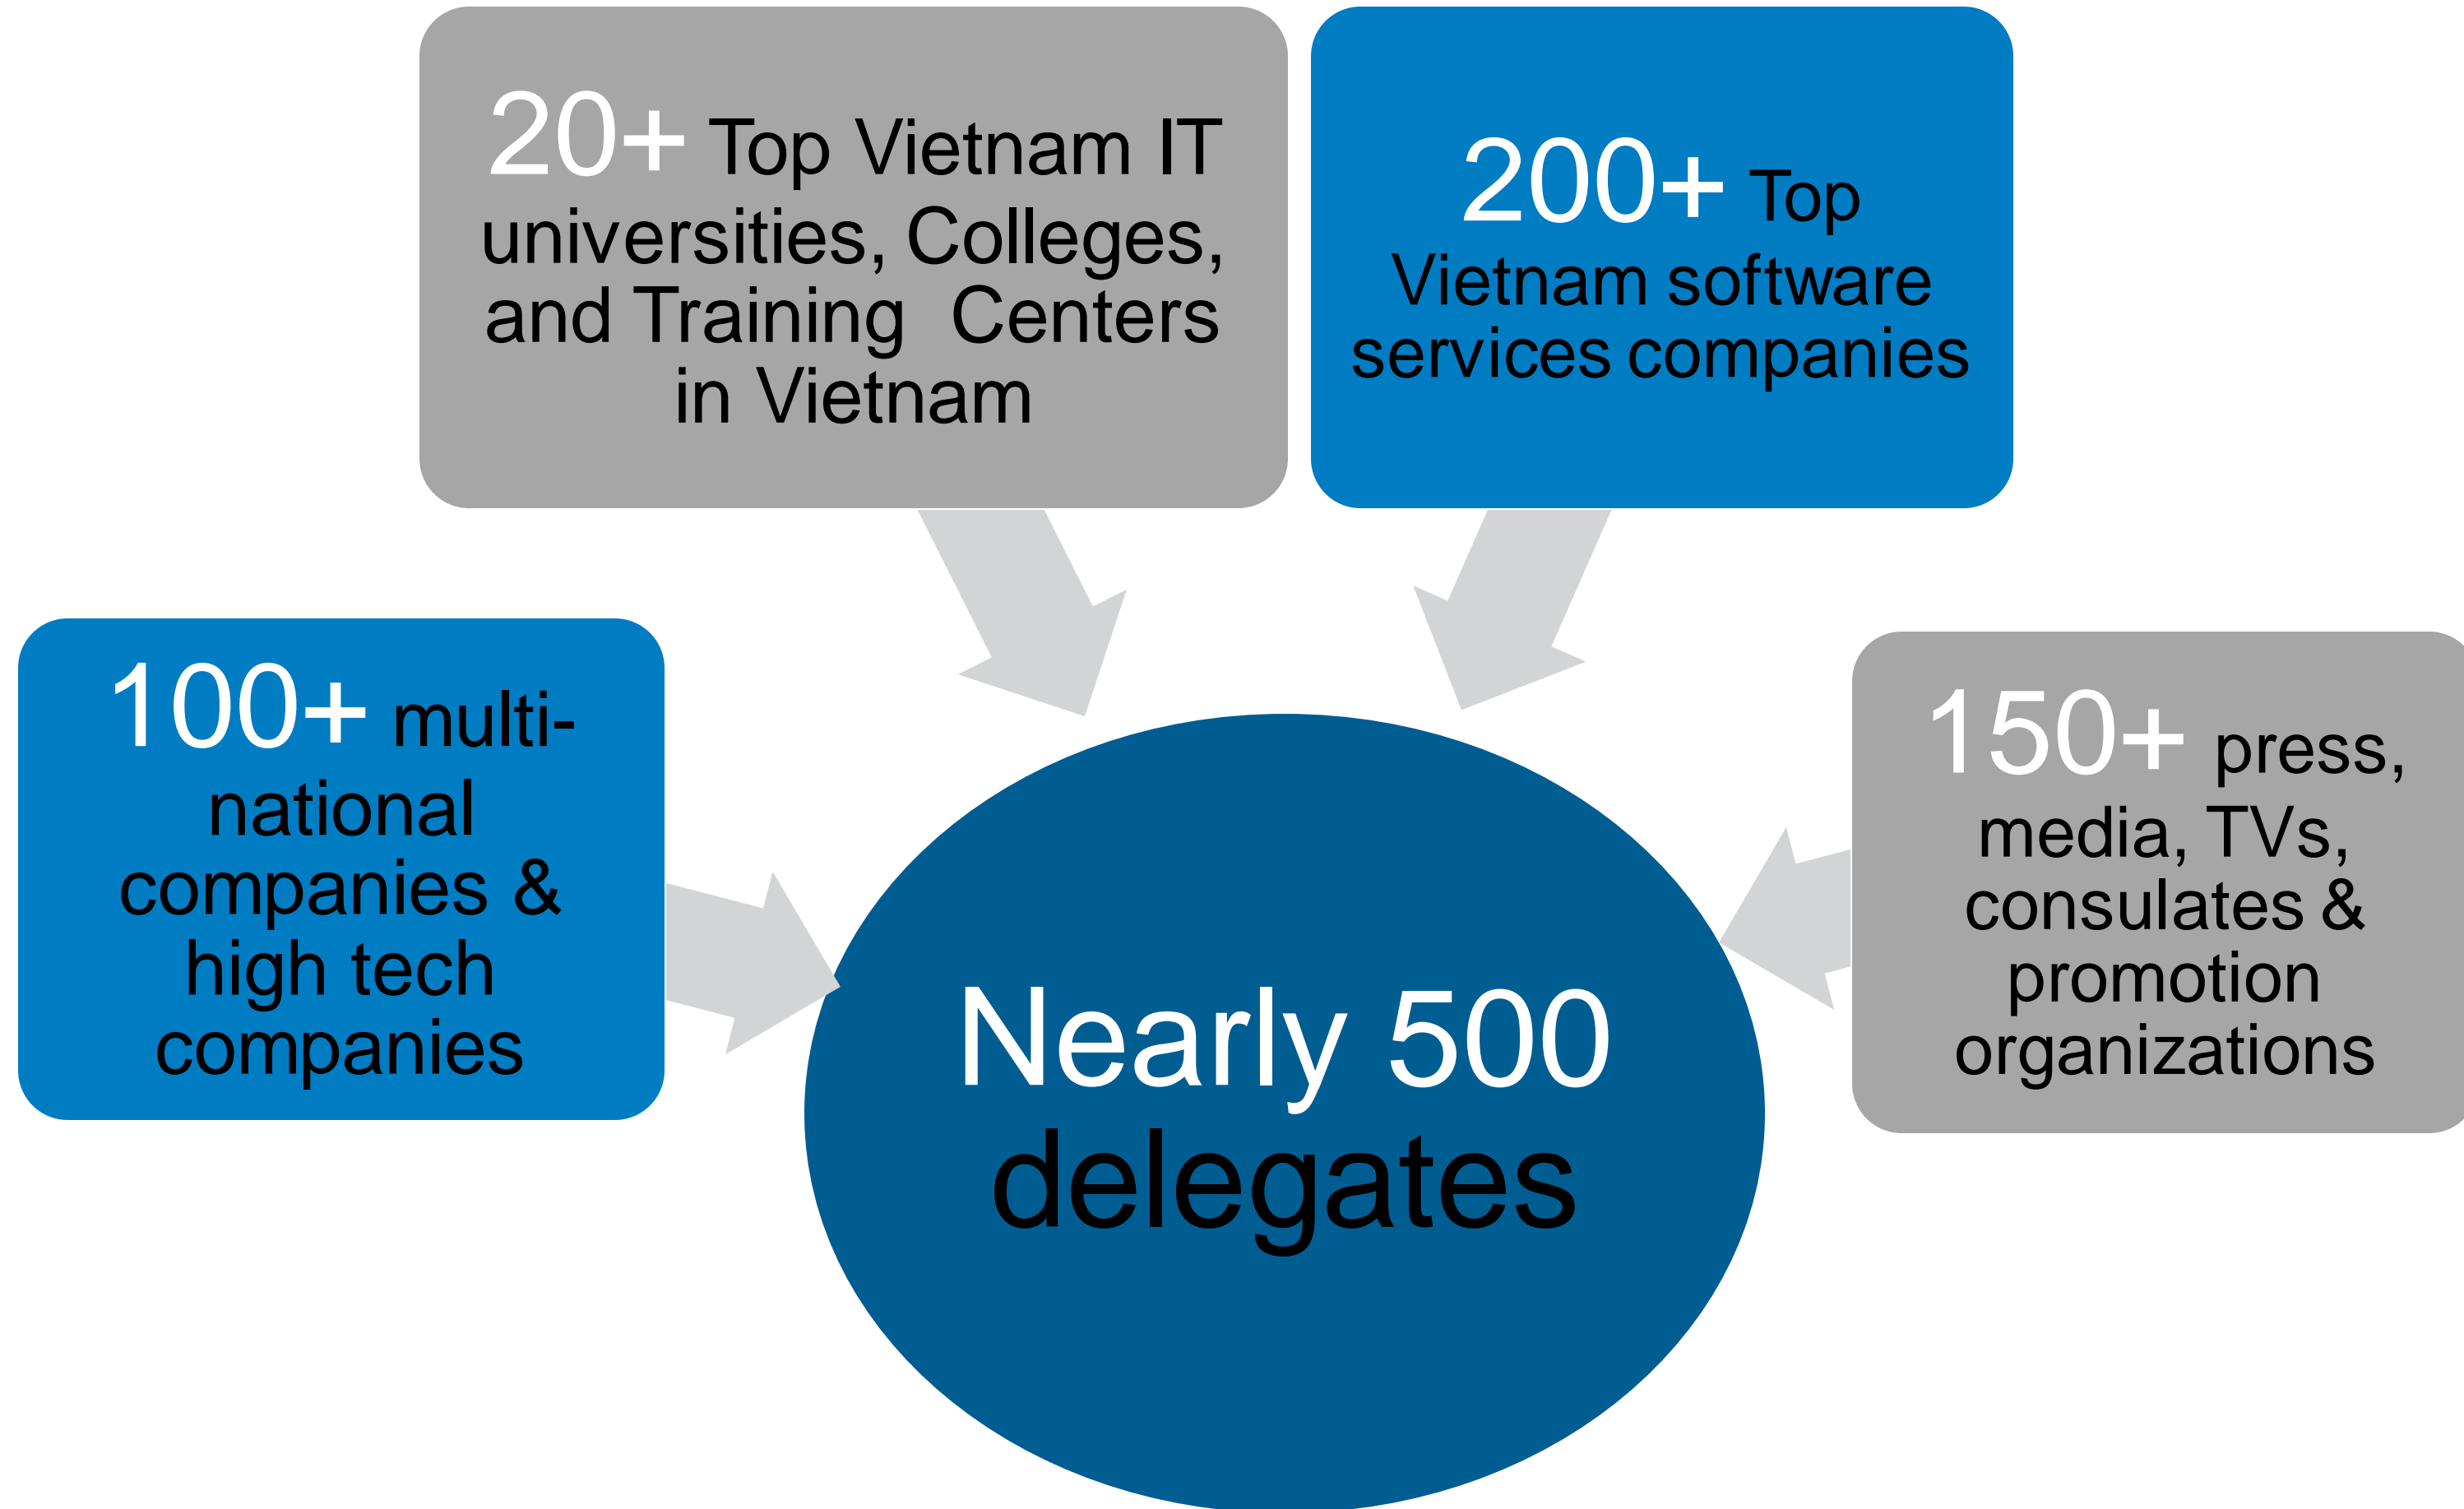 20+ Top Vietnam IT
universities, Colleges,
and Training Centers
in Vietnam
200+ Top
Vietnam software
services companies
100+ multi-
national
companies &
high tech
companies
150+ press,
media, TVs,
consulates &
promotion
organizations
Nearly 500
delegates